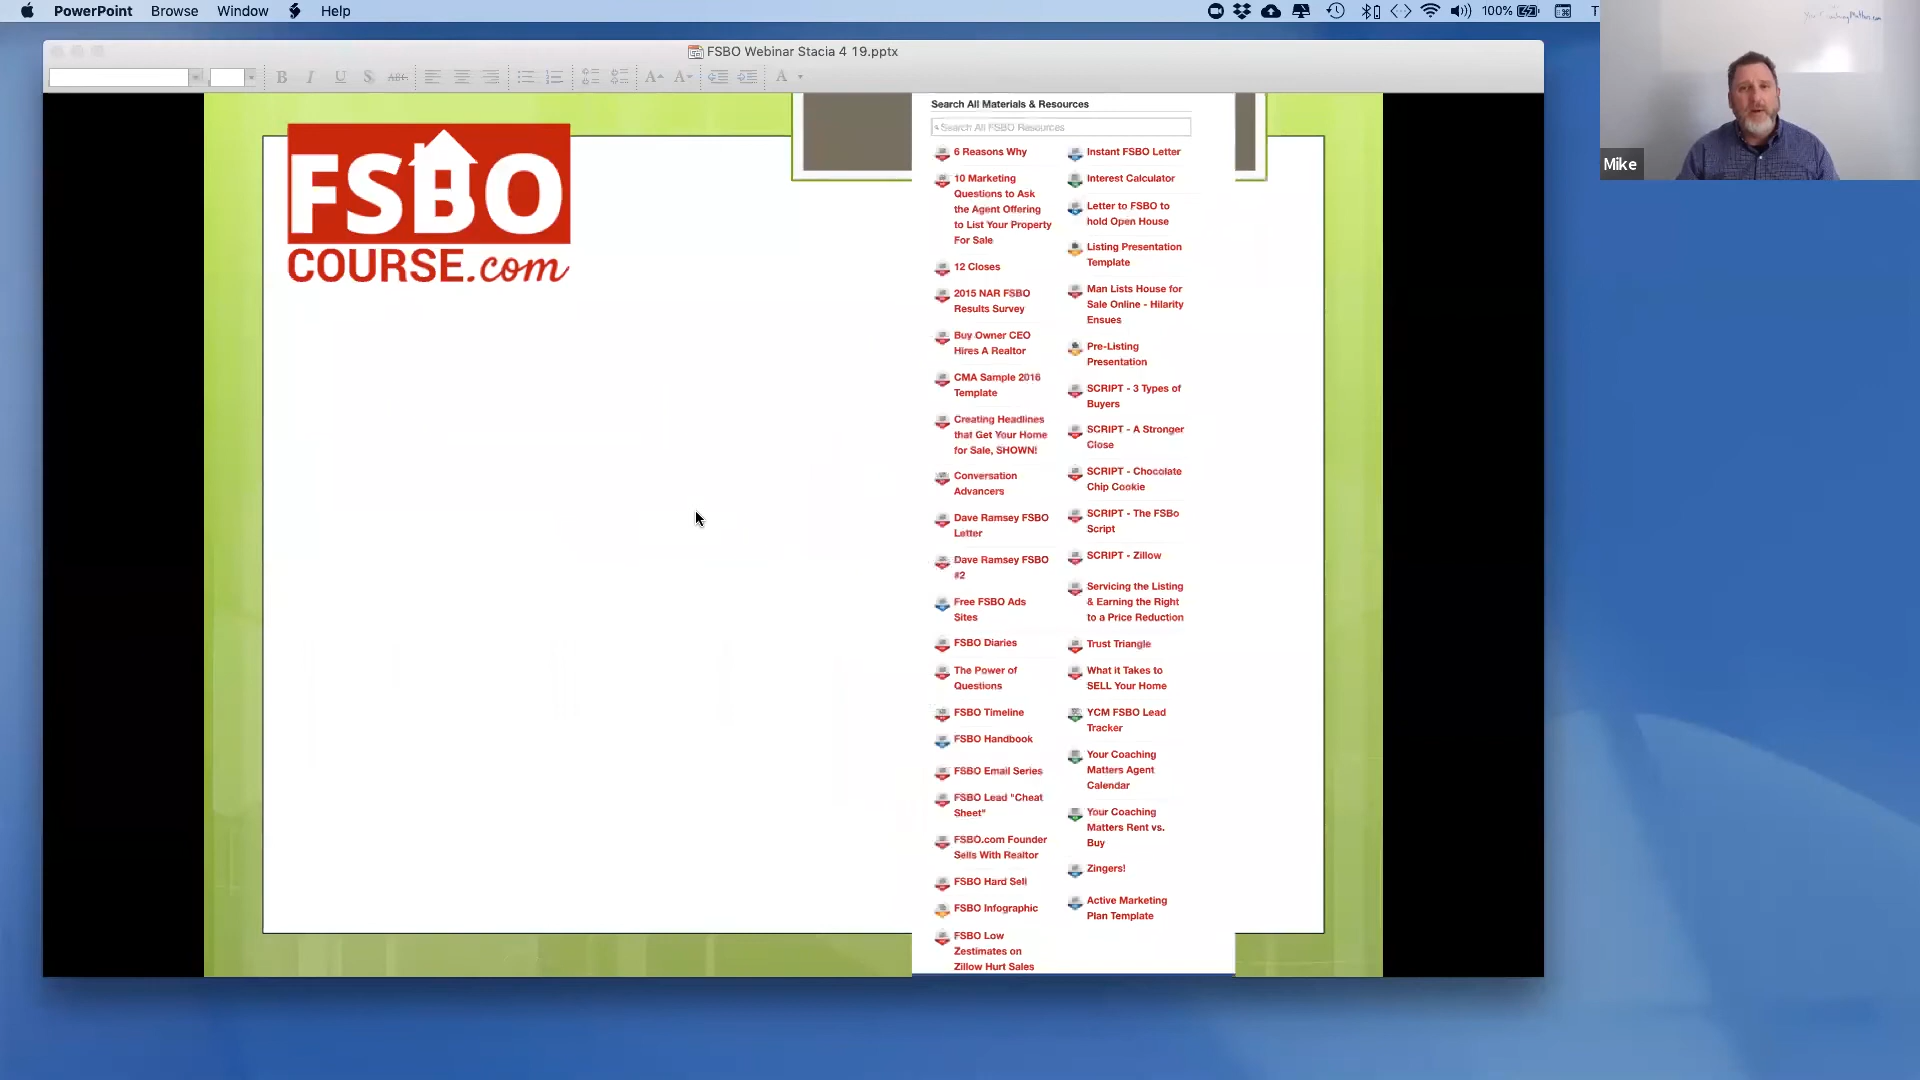 PowerPoint Browse Window Help
100%
FSBO Webinar Stacia 4 19.pptx
B I U S ABC
A A A
Mike
FSBO
COURSE.com
Search All Materials & Resources
Search All FSBO Resources
6 Reasons Why
10 Marketing
Questions to Ask
the Agent Offering
to List Your Property
For Sale
12 Closes
2015 NAR FSBO
Results Survey
Buy Owner CEO
Hires A Realtor
CMA Sample 2016
Template
Creating Headlines
that Get Your Home
for Sale, SHOWN!
Conversation
Advancers
Dave Ramsey FSBO
Letter
Dave Ramsey FSBO
#2
Free FSBO Ads
Sites
FSBO Diaries
The Power of
Questions
FSBO Timeline
FSBO Handbook
FSBO Email Series
FSBO Lead "Cheat
Sheet"
FSBO.com Founder
Sells With Realtor
FSBO Hard Sell
FSBO Infographic
FSBO Low
Zestimates on
Zillow Hurt Sales
Instant FSBO Letter
Interest Calculator
Letter to FSBO to
hold Open House
Listing Presentation
Template
Man Lists House for
Sale Online - Hilarity
Ensues
Pre-Listing
Presentation
SCRIPT - 3 Types of
Buyers
SCRIPT - A Stronger
Close
SCRIPT - Chocolate
Chip Cookie
SCRIPT - The FSBo
Script
SCRIPT - Zillow
Servicing the Listing
& Earning the Right
to a Price Reduction
Trust Triangle
What it Takes to
SELL Your Home
YCM FSBO Lead
Tracker
Your Coaching
Matters Agent
Calendar
Your Coaching
Matters Rent vs.
Buy
Zingers!
Active Marketing
Plan Template